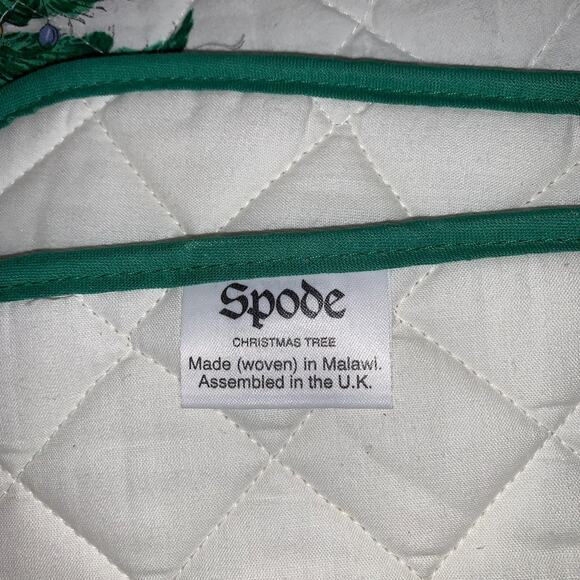 Spode
CHRISTMAS TREE
Made (woven) in Malawi.
Assembled in the U.K.